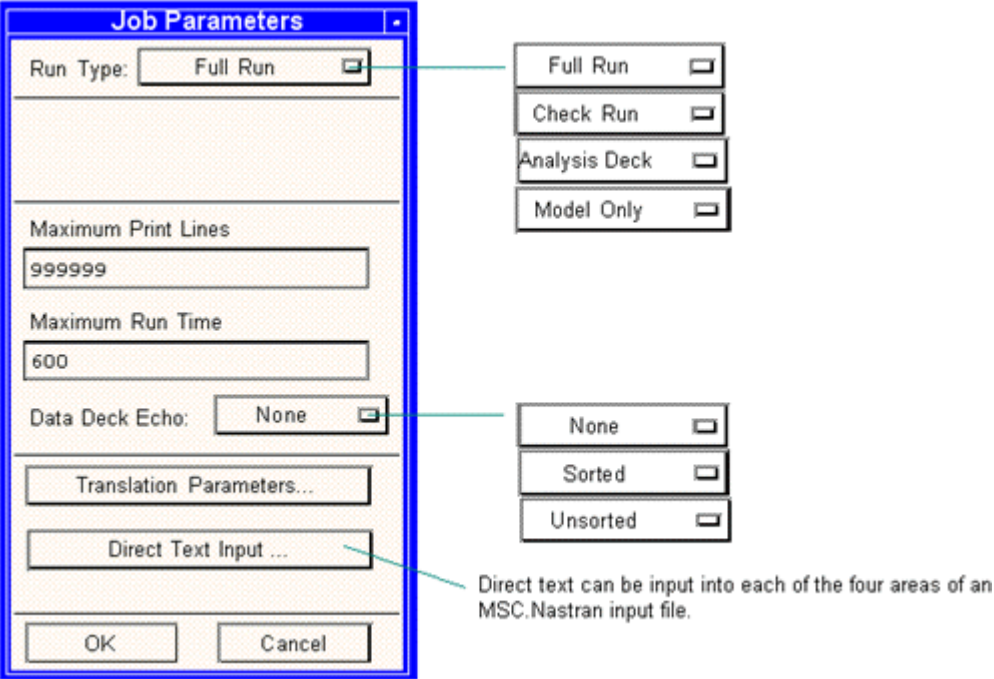 Job Parameters
Run Type: Full Run
Maximum Print Lines
999999
Maximum Run Time
600
Data Deck Echo: None
Translation Parameters...
Direct Text Input ...
OK Cancel
Full Run
Check Run
Analysis Deck
Model Only
None
Sorted
Unsorted
Direct text can be input into each of the four areas of an
MSC.Nastran input file.